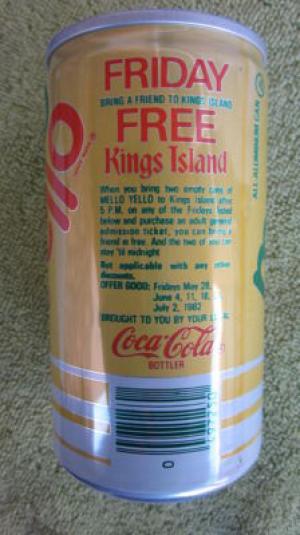 FRIDAY
BRING A FRIEND TO KINGS ISLAND
FREE
Kings Island
When you bring two empty cans of
MELLO YELLO to Kings Island after
5 P.M. on any of the Fridays listed
below and purchase an adult general
admission ticket, you can bring a
friend in free. And the two of you can
stay 'til midnight
Not applicable with any other
discounts.
OFFER GOOD: Fridays May 28,
June 4, 11, 18,
July 2, 1982
BROUGHT TO YOU BY YOUR
Coca-Cola
BOTTLER
ALL ALUMINUM CAN
llo
0